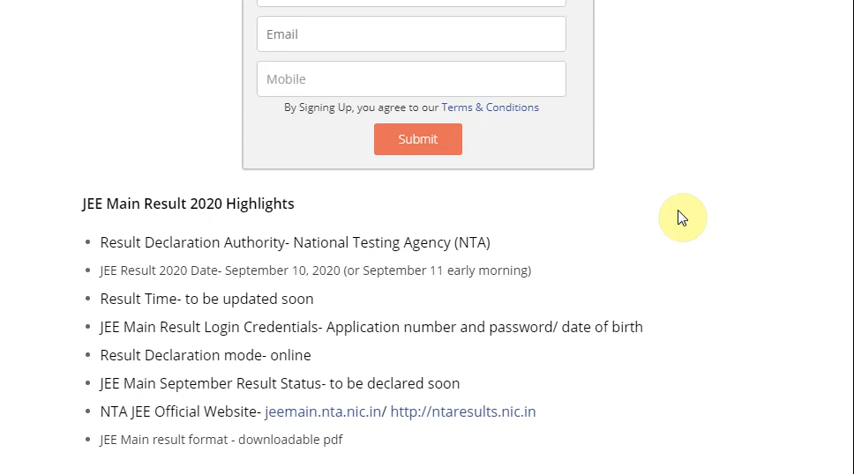 Email
Mobile
By Signing Up, you agree to our Terms & Conditions
Submit
JEE Main Result 2020 Highlights
Result Declaration Authority- National Testing Agency (NTA)
JEE Result 2020 Date- September 10, 2020 (or September 11 early morning)
Result Time- to be updated soon
JEE Main Result Login Credentials- Application number and password/ date of birth
Result Declaration mode- online
JEE Main September Result Status- to be declared soon
NTA JEE Official Website- jeemain.nta.nic.in/ http://ntaresults.nic.in
JEE Main result format - downloadable pdf